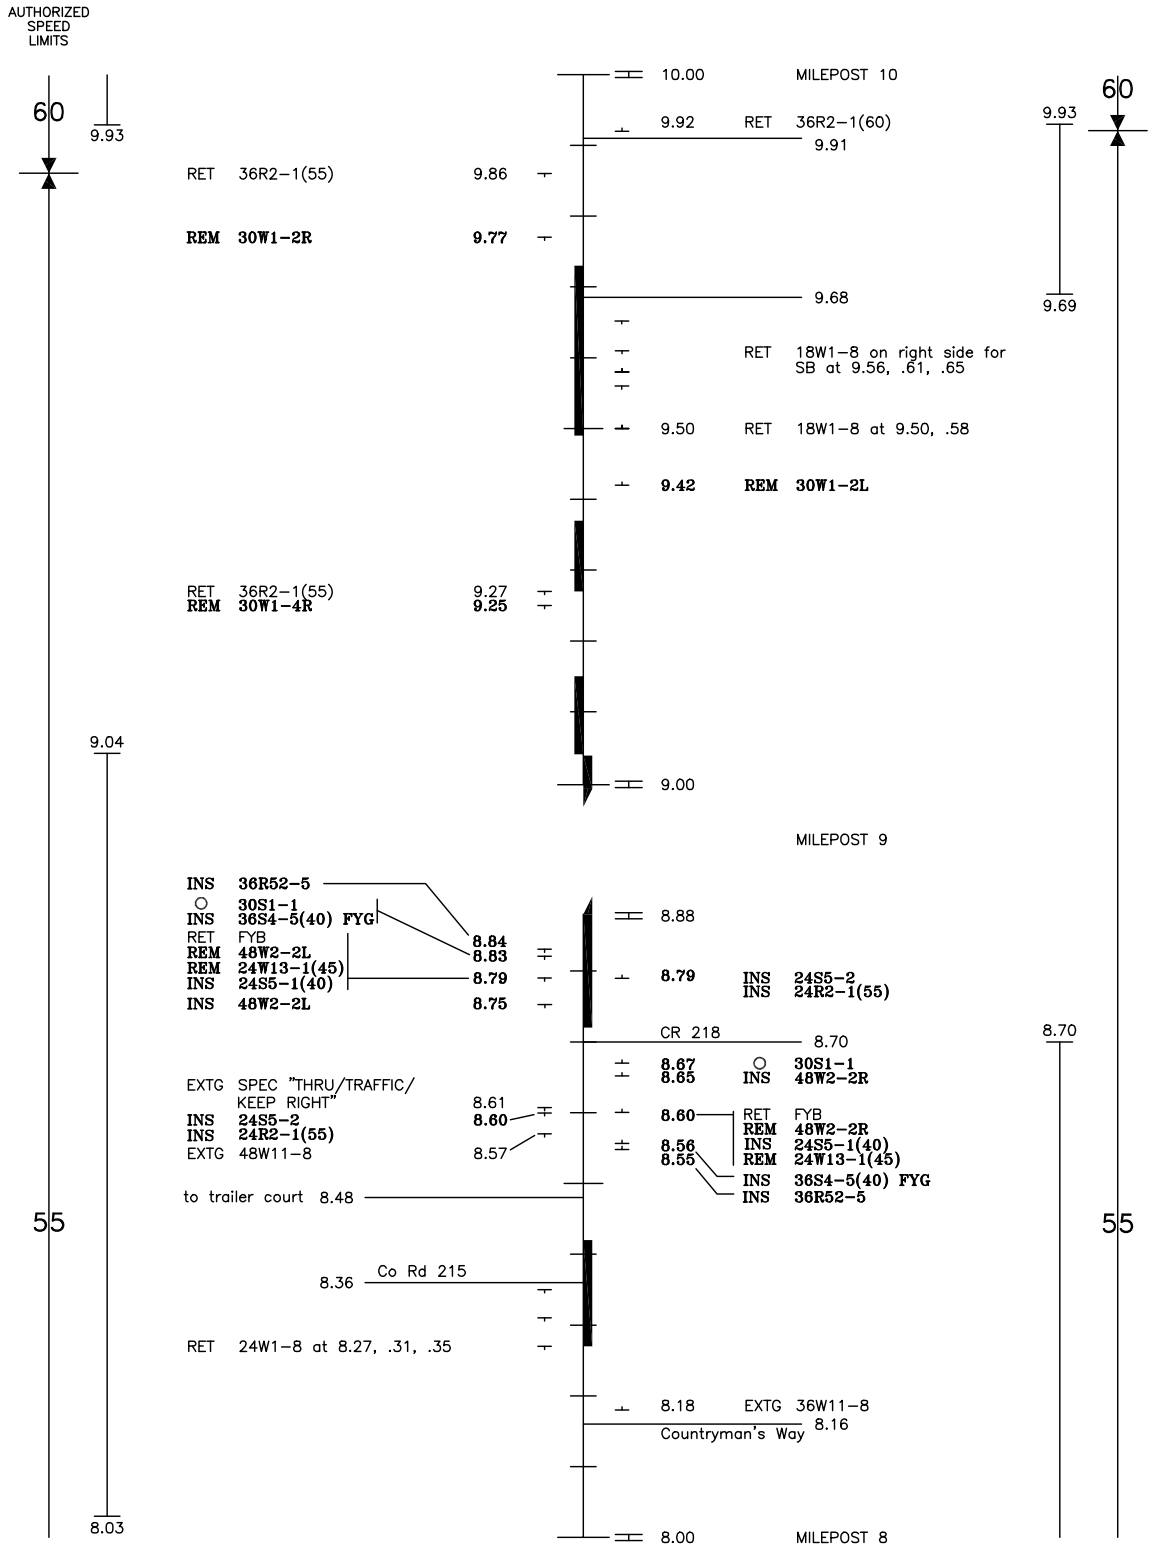 AUTHORIZED
SPEED
LIMITS
10.00 MILEPOST 10
60
60
9.93
9.93
9.92 RET 36R2-1(60)
9.91
RET 36R2-1(55) 9.86
REM 30W1-2R 9.77
9.68
9.69
RET 18W1-8 on right side for
SB at 9.56, .61, .65
9.50 RET 18W1-8 at 9.50, .58
9.42 REM 30W1-2L
RET 36R2-1(55) 9.27
REM 30W1-4R 9.25
9.04
9.00
MILEPOST 9
INS 36R52-5
30S1-1
INS 36S4-5(40) FYG
8.88
RET FYB
8.84
REM 48W2-2L
8.83
REM 24W13-1(45)
INS 24S5-1(40)
8.79
8.79 INS 24S5-2
INS 24R2-1(55)
INS 48W2-2L 8.75
CR 218
8.70
8.70
8.67 30S1-1
8.65 INS 48W2-2R
EXTG SPEC "THRU/TRAFFIC/
KEEP RIGHT" 8.61
INS 24S5-2 8.60
INS 24R2-1(55)
EXTG 48W11-8 8.57
8.60 RET FYB
REM 48W2-2R
8.56 INS 24S5-1(40)
8.55 REM 24W13-1(45)
INS 36S4-5(40) FYG
INS 36R52-5
to trailer court 8.48
55
55
Co Rd 215
8.36
RET 24W1-8 at 8.27, .31, .35
8.18 EXTG 36W11-8
8.16
Countryman's Way
8.03
8.00 MILEPOST 8